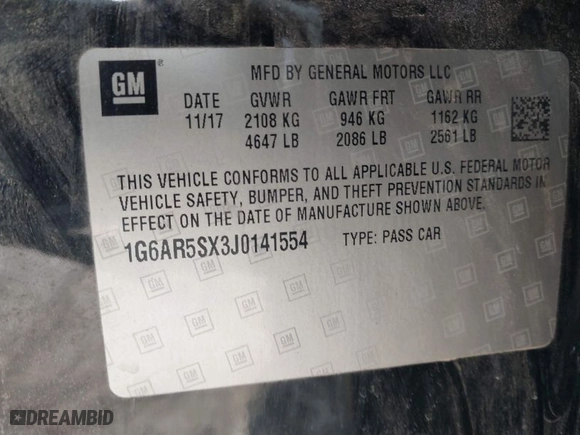 GM
MFD BY GENERAL MOTORS LLC
DATE GVWR GAWR FRT GAWR RR
11/17 2108 KG 946 KG 1162 KG
4647 LB 2086 LB 2561 LB
THIS VEHICLE CONFORMS TO ALL APPLICABLE U.S. FEDERAL MOTOR
VEHICLE SAFETY, BUMPER, AND THEFT PREVENTION STANDARDS IN
EFFECT ON THE DATE OF MANUFACTURE SHOWN ABOVE.
1G6AR5SX3J0141554 TYPE: PASS CAR
DREAMBID